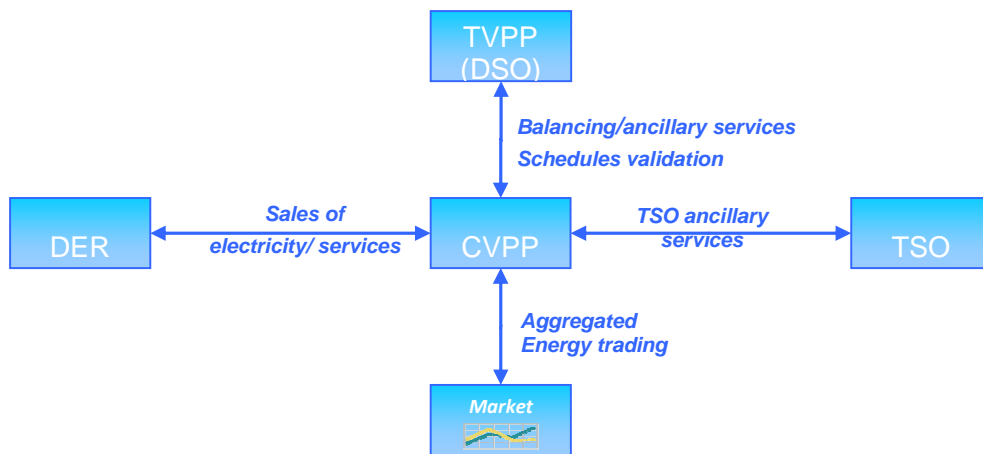 TVPP
(DSO)
Balancing/ancillary services
Schedules validation
DER
Sales of
electricity/ services
CVPP
TSO ancillary
services
TSO
Aggregated
Energy trading
Market